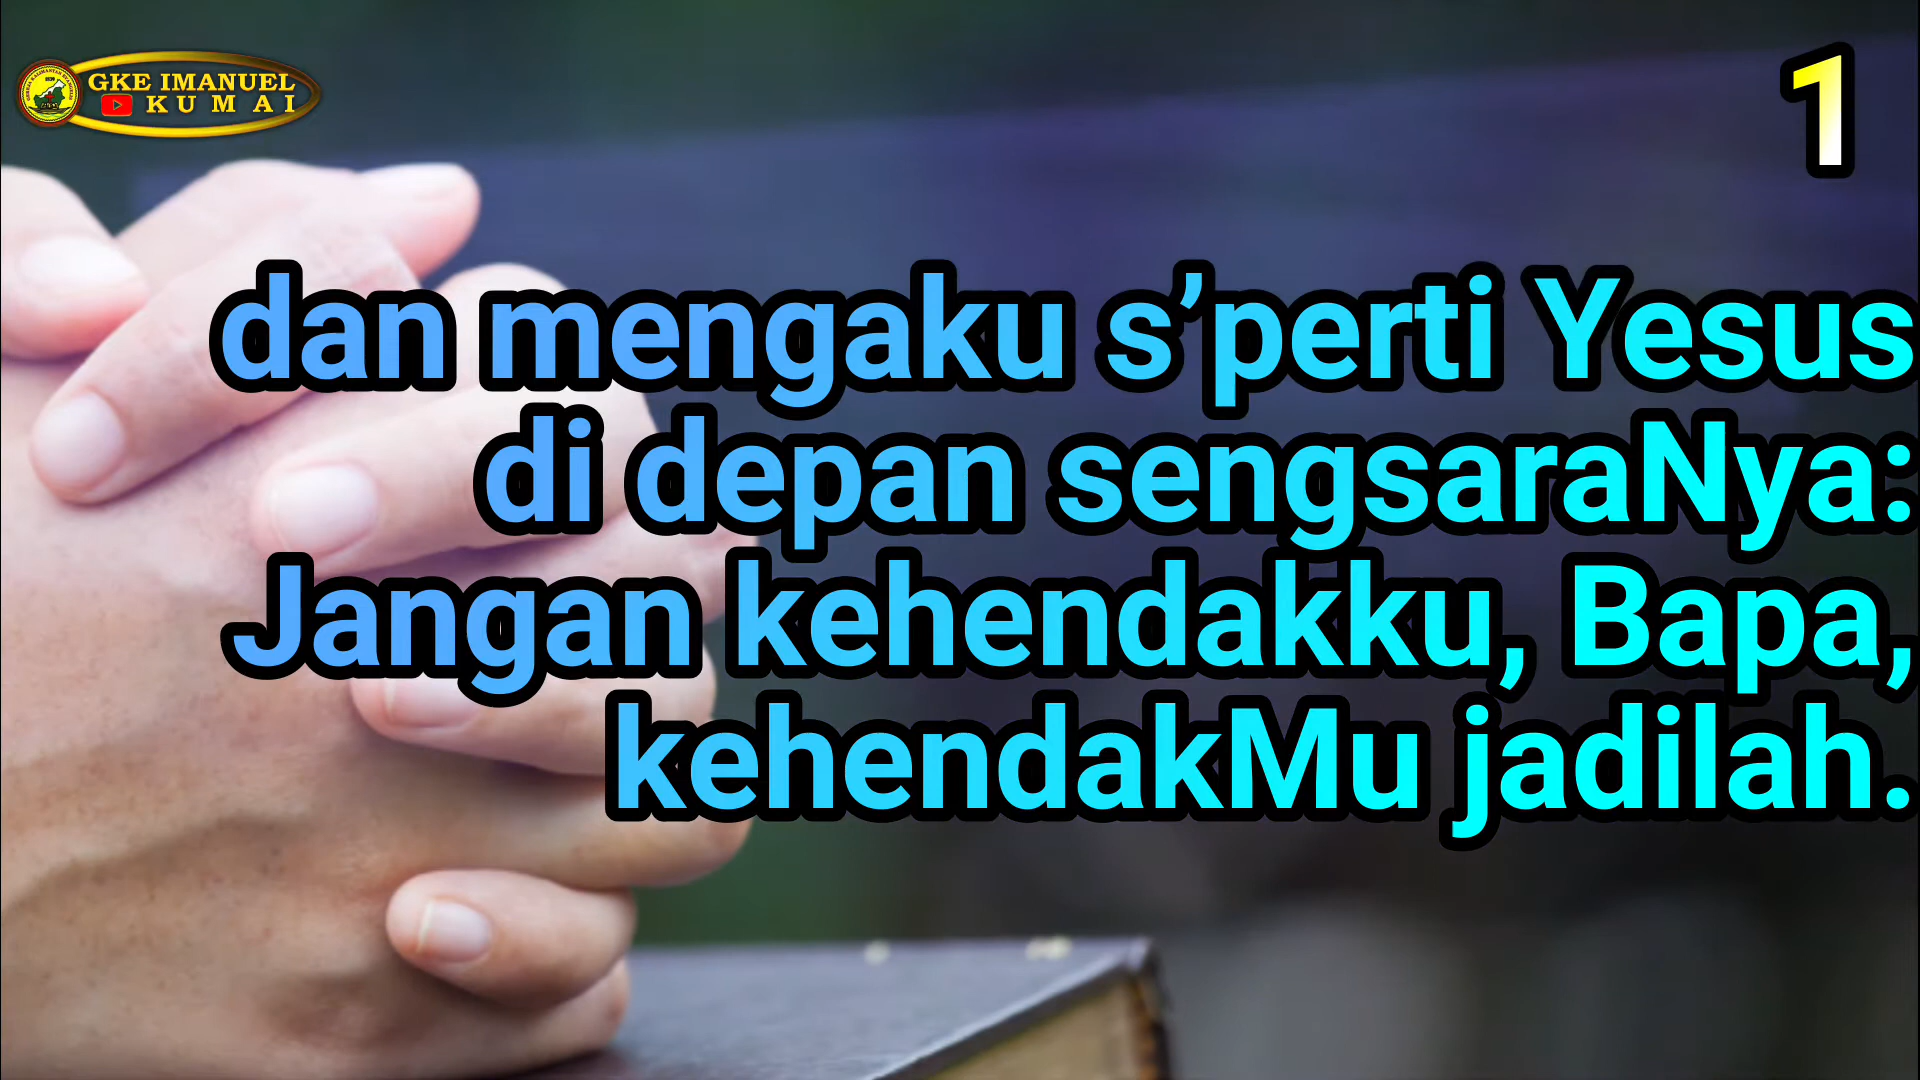 GKE IMANUEL
KUMAI
1
dan mengaku s’perti Yesus
di depan sengsaraNya:
Jangan kehendakku, Bapa,
kehendakMu jadilah.